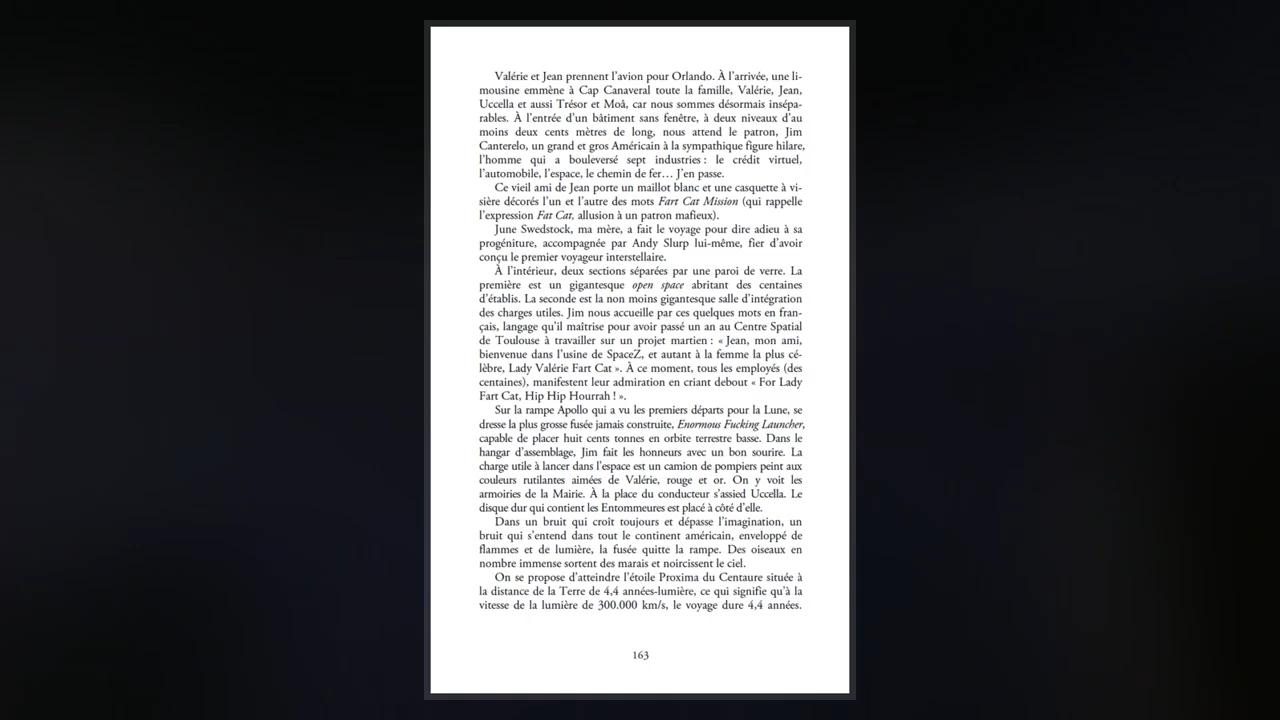 Valérie et Jean prennent l'avion pour Orlando. À l'arrivée, une li-
mousine emmène à Cap Canaveral toute la famille, Valérie, Jean,
Uccella et aussi Trésor et Moå, car nous sommes désormais insépa-
rables. À l'entrée d'un bâtiment sans fenêtre, à deux niveaux d'au
moins deux cents mètres de long, nous attend le patron, Jim
Canterelo, un grand et gros Américain à la sympathique figure hilare,
l'homme qui a bouleversé sept industries : le crédit virtuel,
l'automobile, l'espace, le chemin de fer… J'en passe.
Ce vieil ami de Jean porte un maillot blanc et une casquette à vi-
sière décorés l'un et l'autre des mots Fart Cat Mission (qui rappelle
l'expression Fat Cat, allusion à un patron mafieux).
June Swedstock, ma mère, a fait le voyage pour dire adieu à sa
progéniture, accompagnée par Andy Slurp lui-même, fier d'avoir
conçu le premier voyageur interstellaire.
À l'intérieur, deux sections séparées par une paroi de verre. La
première est un gigantesque open space abritant des centaines
d'établis. La seconde est la non moins gigantesque salle d'intégration
des charges utiles. Jim nous accueille par ces quelques mots en fran-
çais, langage qu'il maîtrise pour avoir passé un an au Centre Spatial
de Toulouse à travailler sur un projet martien : « Jean, mon ami,
bienvenue dans l'usine de SpaceZ, et autant à la femme la plus cé-
lèbre, Lady Valérie Fart Cat ». À ce moment, tous les employés (des
centaines), manifestent leur admiration en criant debout « For Lady
Fart Cat, Hip Hip Hourrah ! ».
Sur la rampe Apollo qui a vu les premiers départs pour la Lune, se
dresse la plus grosse fusée jamais construite, Enormous Fucking Launcher,
capable de placer huit cents tonnes en orbite terrestre basse. Dans le
hangar d'assemblage, Jim fait les honneurs avec un bon sourire. La
charge utile à lancer dans l'espace est un camion de pompiers peint aux
couleurs rutilantes aimées de Valérie, rouge et or. On y voit les
armoiries de la Mairie. À la place du conducteur s'assied Uccella. Le
disque dur qui contient les Entommeures est placé à côté d'elle.
Dans un bruit qui croît toujours et dépasse l'imagination, un
bruit qui s'entend dans tout le continent américain, enveloppé de
flammes et de lumière, la fusée quitte la rampe. Des oiseaux en
nombre immense sortent des marais et noircissent le ciel.
On se propose d'atteindre l'étoile Proxima du Centaure située à
la distance de la Terre de 4,4 années-lumière, ce qui signifie qu'à la
vitesse de la lumière de 300.000 km/s, le voyage dure 4,4 années.
163